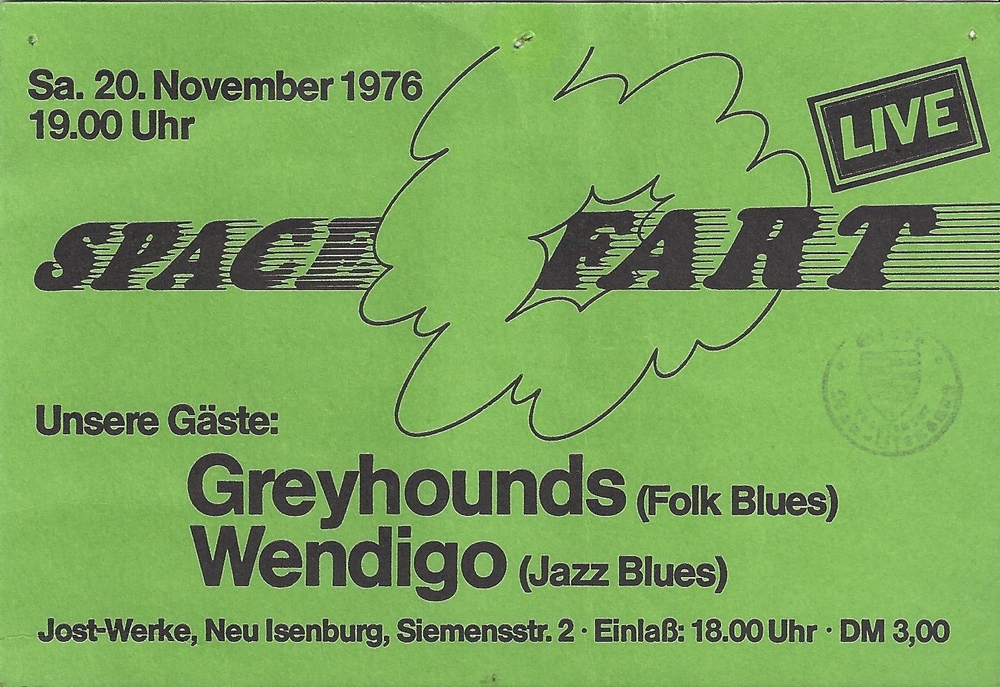 Sa. 20. November 1976
19.00 Uhr
LIVE
SPACE FART
Unsere Gäste:
Greyhounds (Folk Blues)
Wendigo (Jazz Blues)
Jost-Werke, Neu Isenburg, Siemensstr. 2 · Einlaß: 18.00 Uhr · DM 3,00